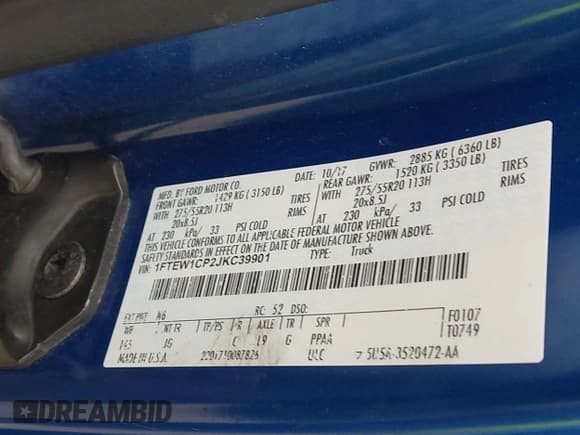 MFD. BY FORD MOTOR CO.
DATE: 10/17 GVWR: 2885 KG ( 6360 LB)
FRONT GAWR: 1429 KG (3150 LB) REAR GAWR: 1520 KG ( 3350 LB)
WITH 275/55R20 113H TIRES WITH 275/55R20 113H TIRES
20x8.5J RIMS 20x8.5J RIMS
AT 230 kPa/ 33 PSI COLD AT 230 kPa/ 33 PSI COLD
THIS VEHICLE CONFORMS TO ALL APPLICABLE FEDERAL MOTOR VEHICLE
SAFETY STANDARDS IN EFFECT ON THE DATE OF MANUFACTURE SHOWN ABOVE.
VIN: 1FTEW1CP2JKC39901 TYPE: Truck
EXT PNT: N6 RC: 52 DSO: F0107
WB INT TR TP/PS R AXLE TR SPR T0749
145 JG C L9 G PPAA
MADE IN U.S.A. 220171008782б ULC 5U5A-3520472-AA
DREAMBID